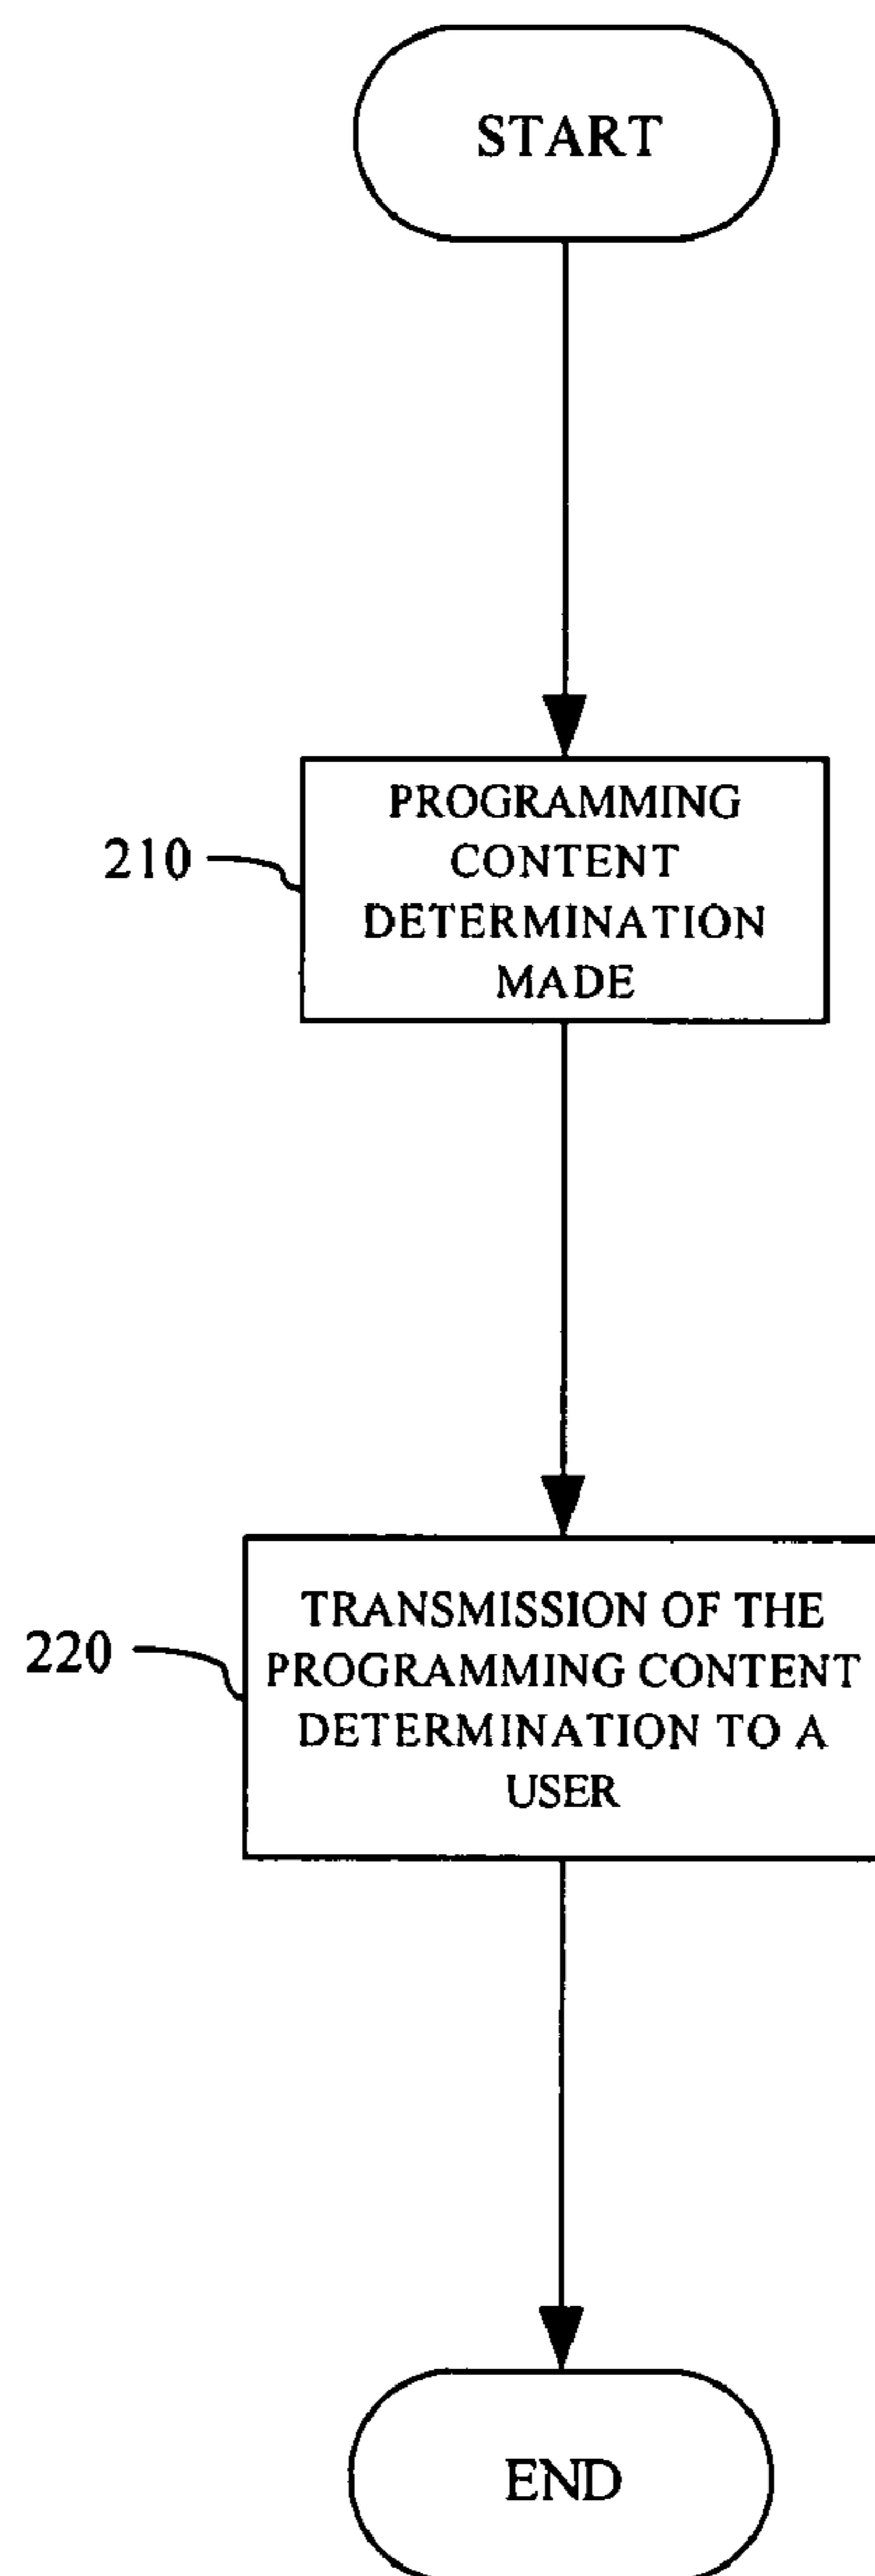 START
PROGRAMMING
CONTENT
DETERMINATION
MADE
210
TRANSMISSION OF THE
PROGRAMMING CONTENT
DETERMINATION TO A
USER
220
END